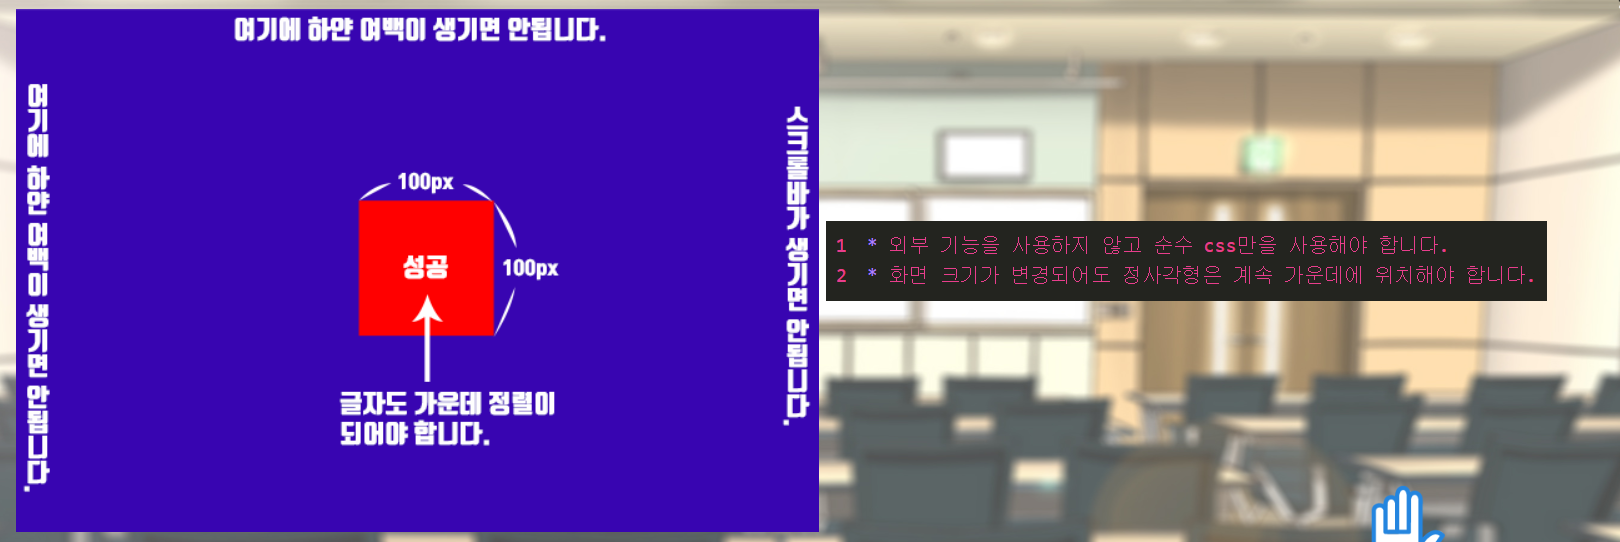 여기에 하얀 여백이 생기면 안됩니다.
여기에 하얀 여백이 생기면 안됩니다.
스크롤바가 생기면 안됩니다.
100px
100px
성공
글자도 가운데 정렬이
되어야 합니다.
1 * 외부 기능을 사용하지 않고 순수 css만을 사용해야 합니다.
2 * 화면 크기가 변경되어도 정사각형은 계속 가운데에 위치해야 합니다.